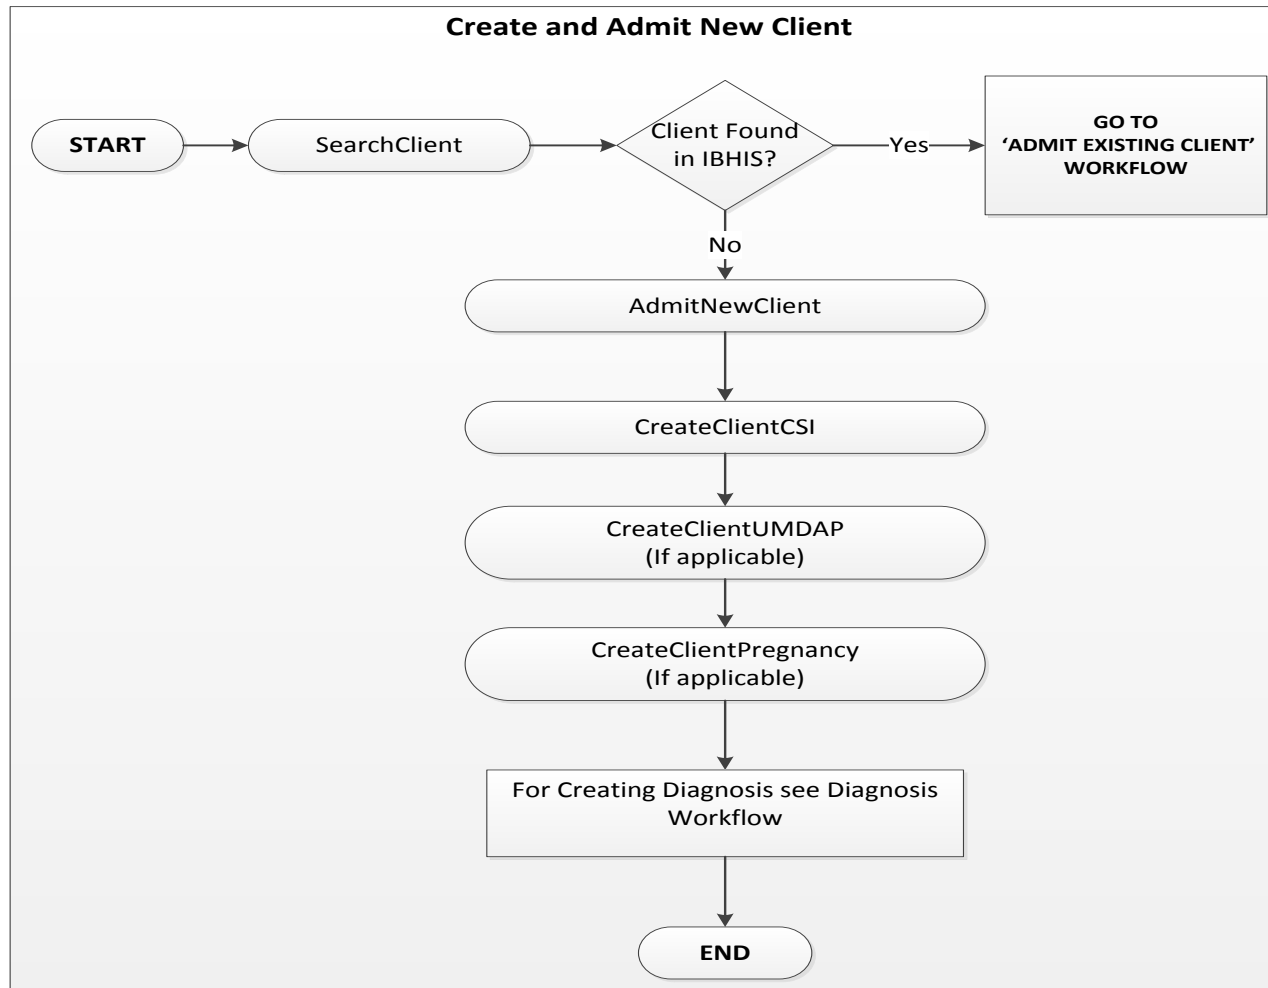 Create and Admit New Client
START
SearchClient
Client Found
in IBHIS?
Yes
GO TO
‘ADMIT EXISTING CLIENT’
WORKFLOW
No
AdmitNewClient
CreateClientCSI
CreateClientUMDAP
(If applicable)
CreateClientPregnancy
(If applicable)
For Creating Diagnosis see Diagnosis
Workflow
END